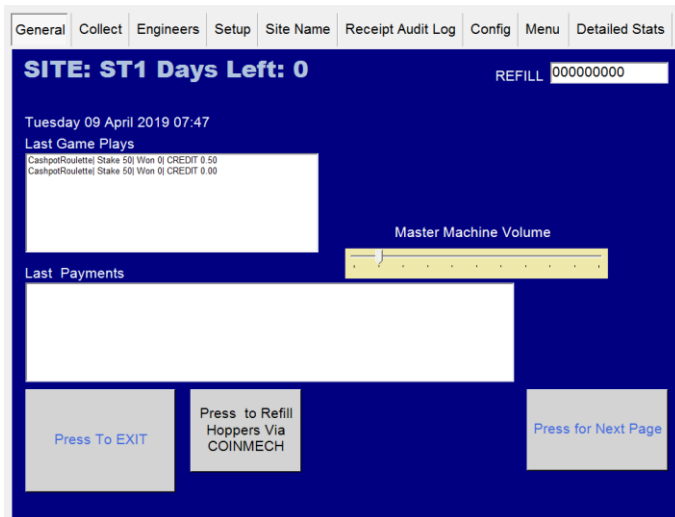 General Collect Engineers Setup Site Name Receipt Audit Log Config Menu Detailed Stats
SITE: ST1 Days Left: 0
REFILL 000000000
Tuesday 09 April 2019 07:47
Last Game Plays
CashpotRoulette| Stake 50| Won 0| CREDIT 0.50
CashpotRoulette| Stake 50| Won 0| CREDIT 0.00
Master Machine Volume
Last Payments
Press To EXIT
Press to Refill
Hoppers Via
COINMECH
Press for Next Page